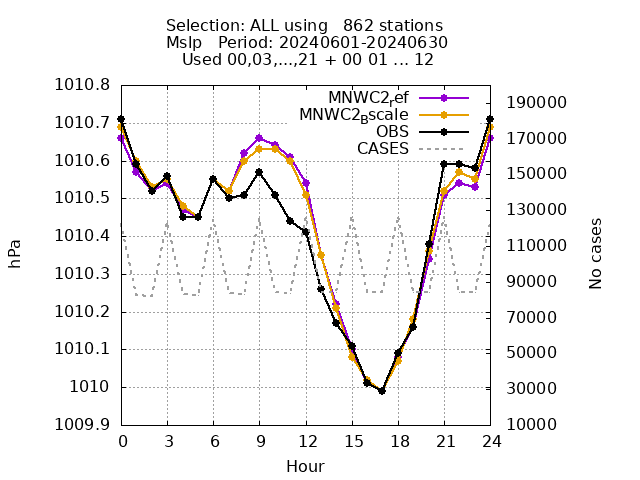 Selection: ALL using   862 stations
Mslp   Period: 20240601-20240630
Used 00,03,...,21 + 00 01 ... 12
1010.8
1010.7
1010.6
1010.5
1010.4
1010.3
1010.2
1010.1
1010
1009.9
hPa
MNWC2ref
MNWC2Bscale
OBS
CASES
190000
170000
150000
130000
110000
90000
70000
50000
30000
10000
No cases
0 3 6 9 12 15 18 21 24
Hour